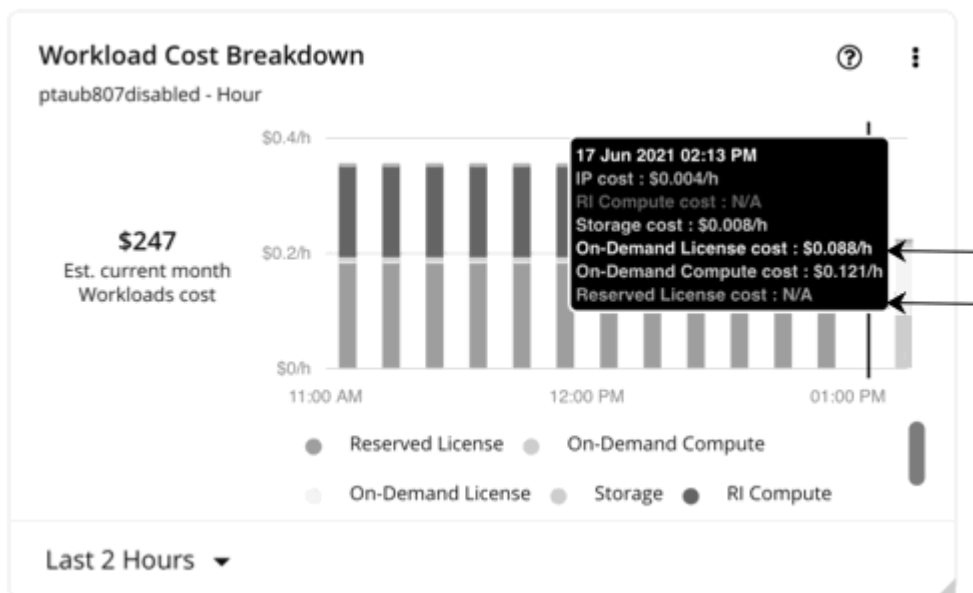 Workload Cost Breakdown
ptaub807disabled - Hour
$0.4/h
17 Jun 2021 02:13 PM
IP cost : $0.004/h
RI Compute cost : N/A
Storage cost : $0.008/h
On-Demand License cost : $0.088/h
On-Demand Compute cost : $0.121/h
Reserved License cost : N/A
$247
Est. current month
Workloads cost
$0.2/h
$0/h
11:00 AM 12:00 PM 01:00 PM
Reserved License On-Demand Compute
On-Demand License Storage RI Compute
Last 2 Hours